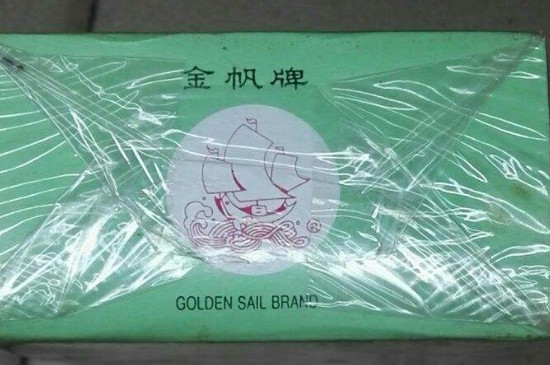 金帆牌
GOLDEN SAIL BRAND